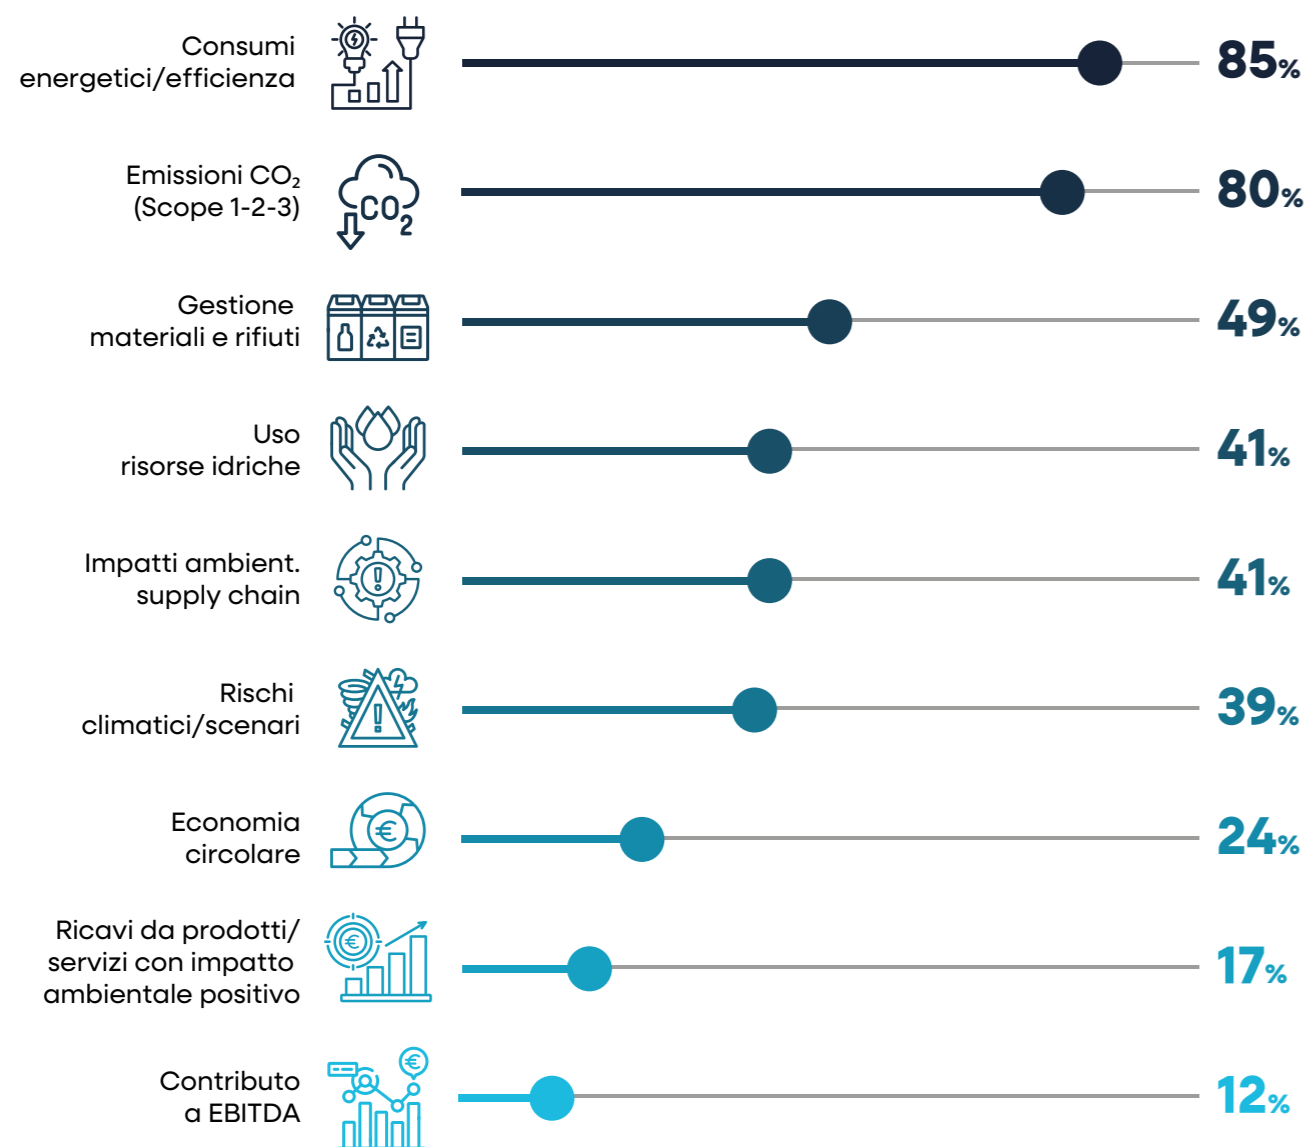 Consumi
energetici/efficienza
85%
Emissioni CO₂
(Scope 1-2-3)
CO₂
80%
Gestione
materiali e rifiuti
49%
Uso
risorse idriche
41%
Impatti ambient.
supply chain
!
41%
Rischi
climatici/scenari
!
39%
Economia
circolare
€
24%
Ricavi da prodotti/
servizi con impatto
ambientale positivo
€
17%
Contributo
a EBITDA
€
12%